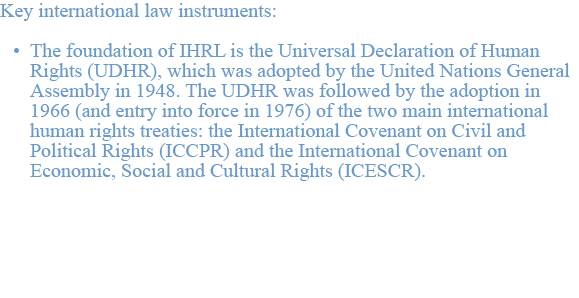 Key international law instruments:
• The foundation of IHRL is the Universal Declaration of Human
Rights (UDHR), which was adopted by the United Nations General
Assembly in 1948. The UDHR was followed by the adoption in
1966 (and entry into force in 1976) of the two main international
human rights treaties: the International Covenant on Civil and
Political Rights (ICCPR) and the International Covenant on
Economic, Social and Cultural Rights (ICESCR).